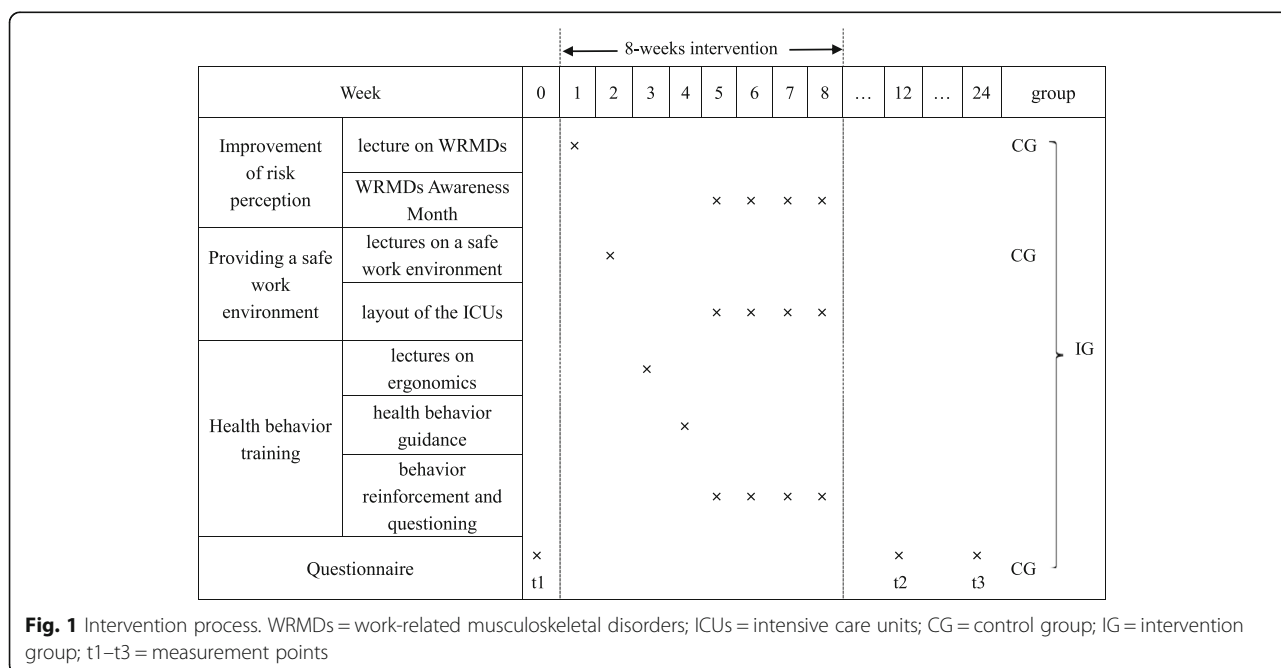 8-weeks intervention
Week 0 1 2 3 4 5 6 7 8 ... 12 ... 24 group
Improvement
of risk
perception
lecture on WRMDs × CG
WRMDs Awareness
Month
× × × ×
Providing a safe
work
environment
lectures on a safe
work environment
× CG
layout of the ICUs × × × ×
IG
Health behavior
training
lectures on
ergonomics
×
health behavior
guidance
×
behavior
reinforcement and
questioning
× × × ×
Questionnaire
× × ×
t1 t2 t3 CG
Fig. 1 Intervention process. WRMDs = work-related musculoskeletal disorders; ICUs = intensive care units; CG = control group; IG = intervention
group; t1–t3 = measurement points